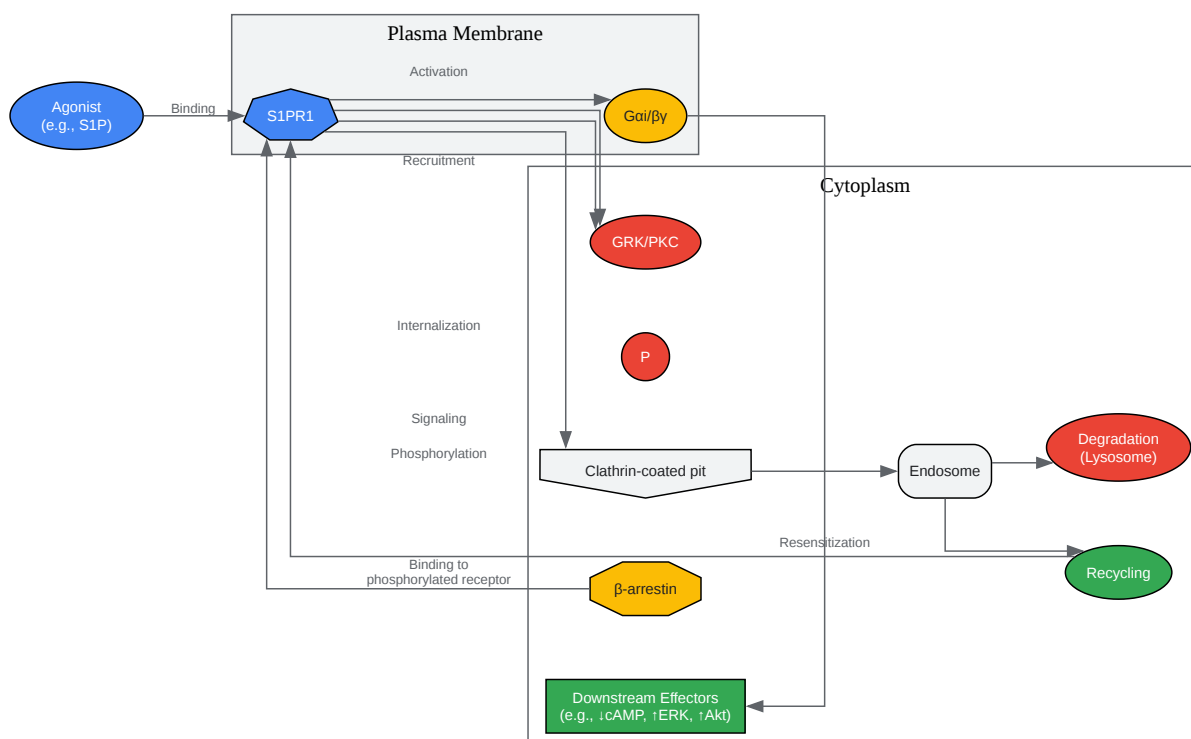 Plasma Membrane
Activation
Agonist
(e.g., S1P)
Binding
S1PR1
Gαi/βγ
Recruitment
Cytoplasm
GRK/PKC
Internalization
P
Signaling
Phosphorylation
Clathrin-coated pit
Endosome
Degradation
(Lysosome)
Resensitization
Recycling
Binding to
phosphorylated receptor
β-arrestin
Downstream Effectors
(e.g., ↓cAMP, ↑ERK, ↑Akt)